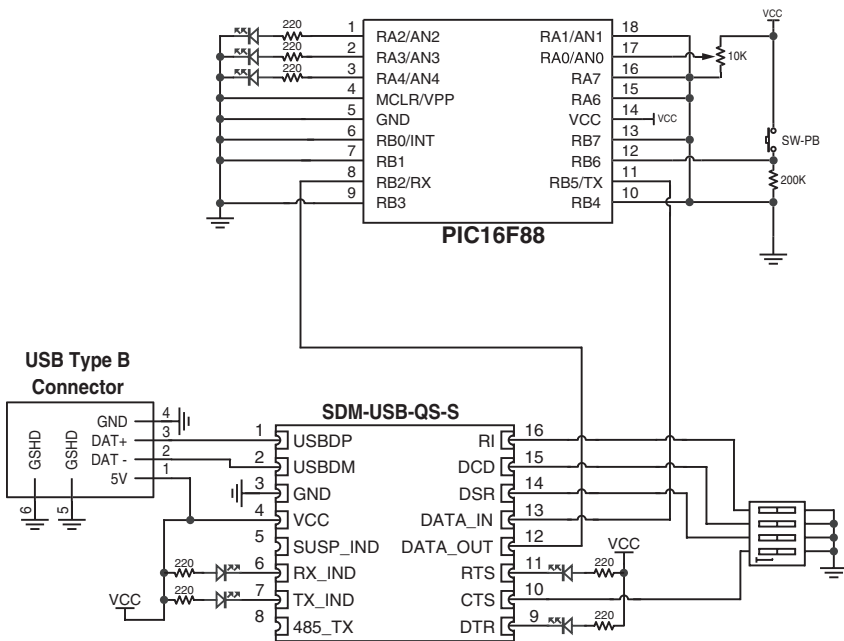 VCC
220
220
220
1 RA2/AN2 RA1/AN1 18
2 RA3/AN3 RA0/AN0 17
10K
3 RA4/AN4 RA7 16
4 MCLR/VPP RA6 15
5 GND VCC 14 VCC
6 RB0/INT RB7 13
SW-PB
7 RB1 RB6 12
8 RB2/RX RB5/TX 11
200K
9 RB3 RB4 10
PIC16F88
USB Type B
Connector
GSHD
GSHD
GND 4
DAT+ 3
DAT - 2
5V 1
6
5
SDM-USB-QS-S
1 USBDP RI 16
2 USBDM DCD 15
3 GND DSR 14
4 VCC DATA_IN 13
5 SUSP_IND DATA_OUT 12
VCC
220
6 RX_IND RTS 11
220
220
7 TX_IND CTS 10
VCC
8 485_TX DTR 9
220
1